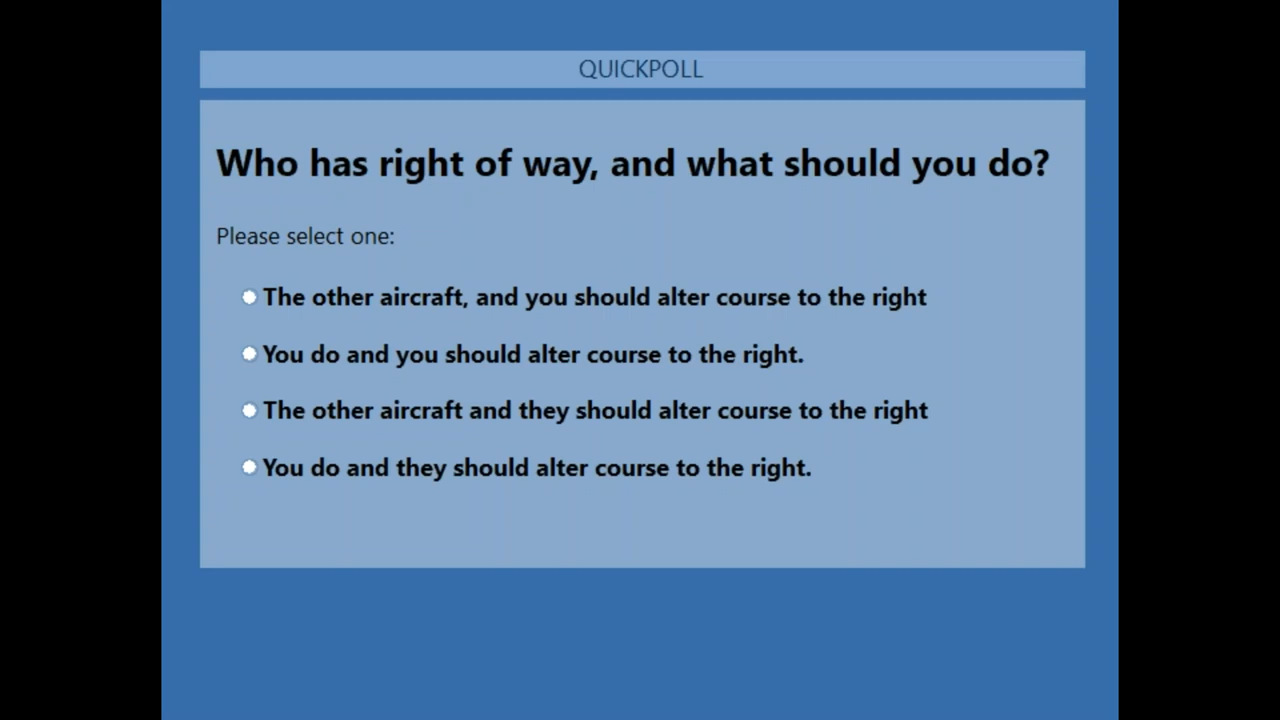 QUICKPOLL
Who has right of way, and what should you do?
Please select one:
The other aircraft, and you should alter course to the right
You do and you should alter course to the right.
The other aircraft and they should alter course to the right
You do and they should alter course to the right.